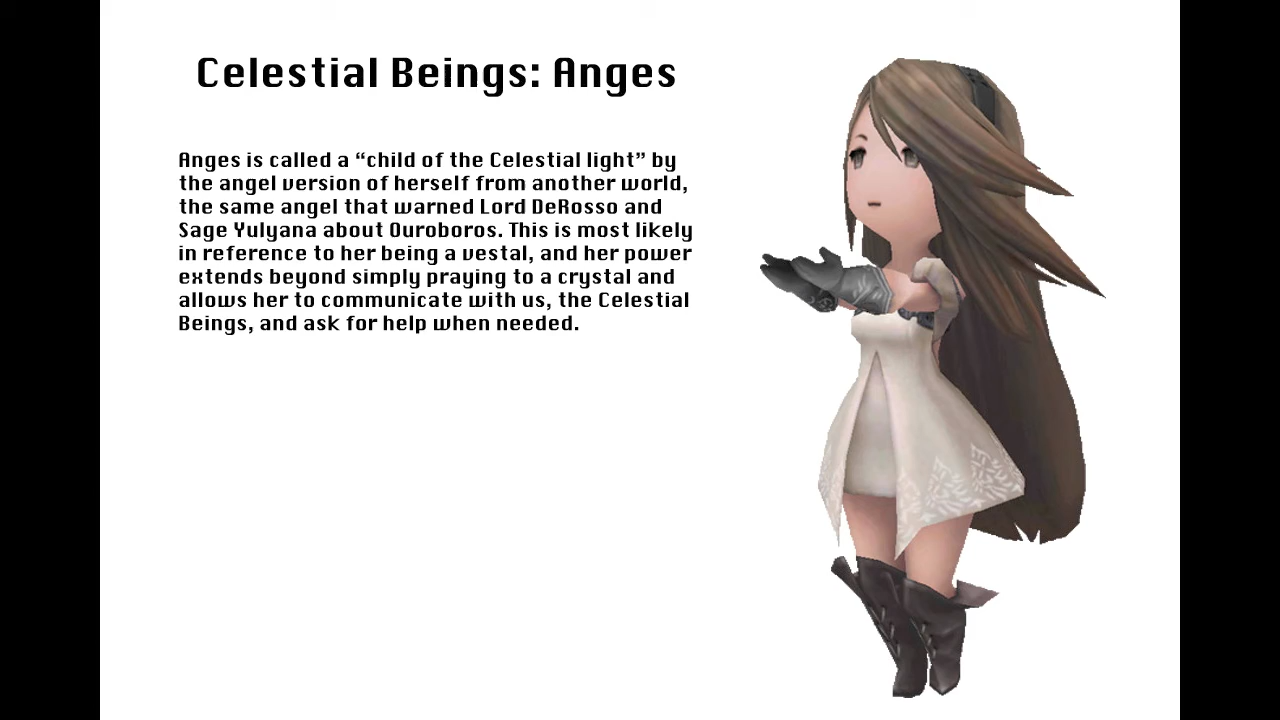 Celestial Beings: Anges
Anges is called a “child of the Celestial light” by
the angel version of herself from another world,
the same angel that warned Lord DeRosso and
Sage Yulyana about Ouroboros. This is most likely
in reference to her being a vestal, and her power
extends beyond simply praying to a crystal and
allows her to communicate with us, the Celestial
Beings, and ask for help when needed.